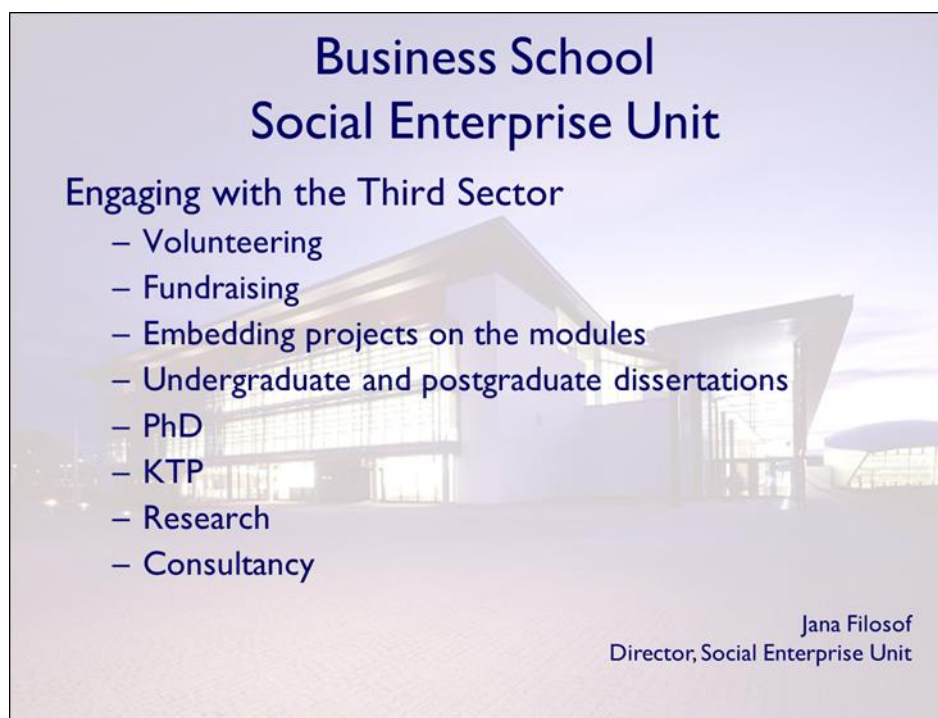 Business School
Social Enterprise Unit
Engaging with the Third Sector
– Volunteering
– Fundraising
– Embedding projects on the modules
– Undergraduate and postgraduate dissertations
– PhD
– KTP
– Research
– Consultancy
Jana Filosof
Director, Social Enterprise Unit